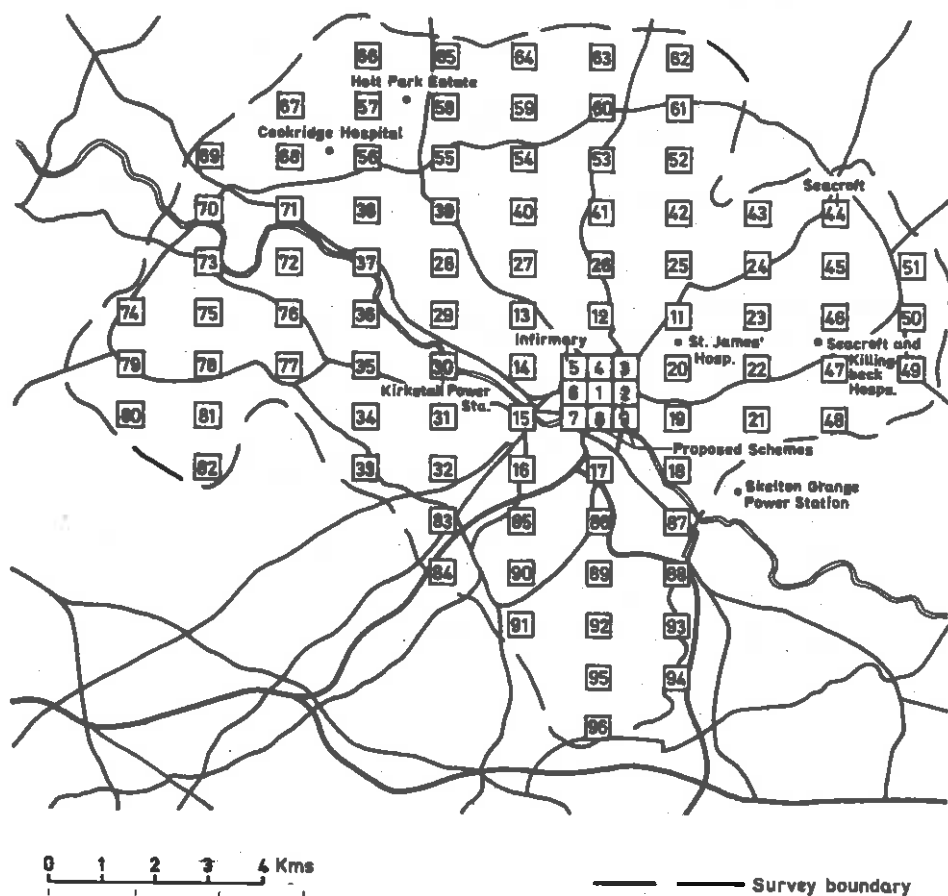 66 65 64 63 62
Holt Park Estate
67 57 58 59 60 61
Cookridge Hospital
69 68 56 55 54 53 52
Seacroft
70 71 38 39 40 41 42 43 44
73 72 37 28 27 26 25 24 45 51
74 75 76 36 29 13 12 11 23 46 50
Infirmary
St. James'
Hosp.
Seacroft and
Killing-
beck
Hosps.
79 78 77 35 30 14 5 4 3 20 22 47 49
Kirkstall Power
Sta.
6 1 2
80 81 34 31 15 7 8 9 19 21 48
Proposed Schemes
82 33 32 16 17 18
Skelton Grange
Power Station
83 85 86 87
84 90 89 88
91 92 93
95 94
96
0 1 2 3 4 Kms
Survey boundary